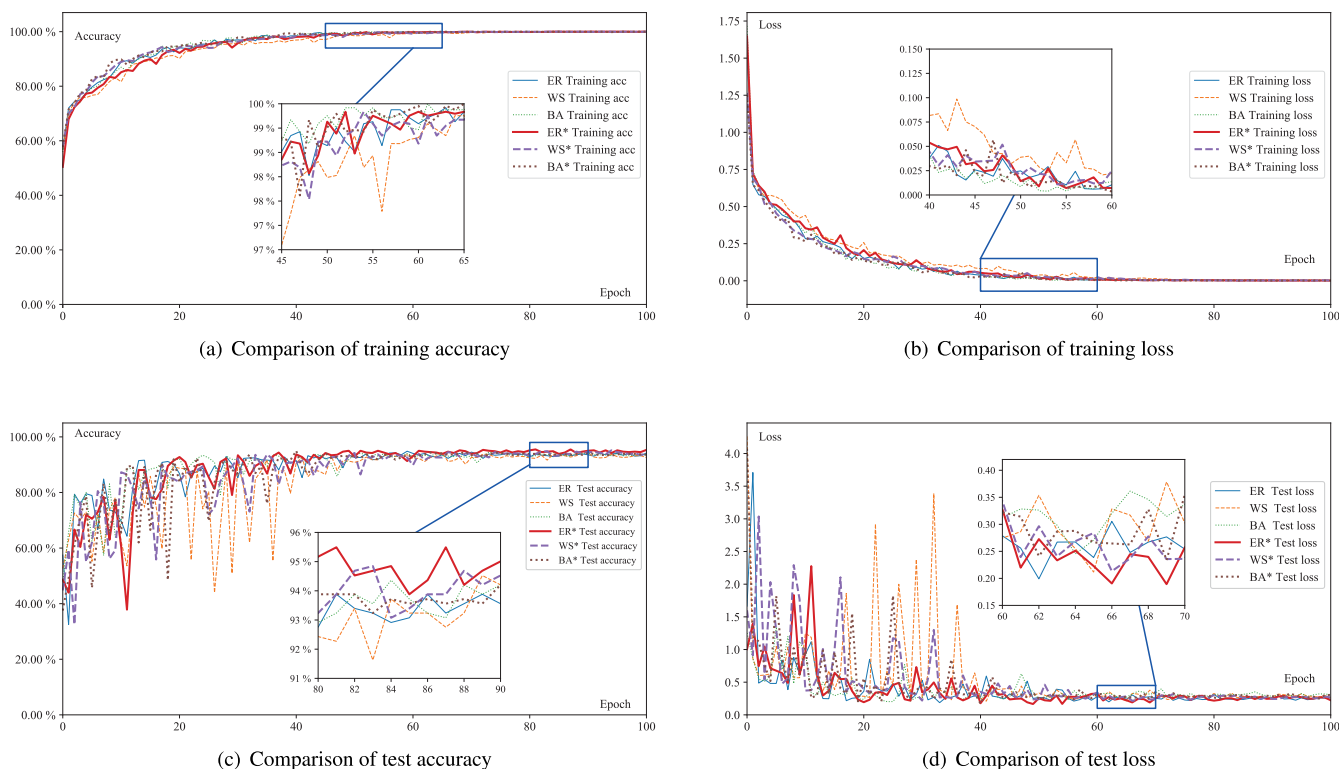 Accuracy
100.00 %
80.00 %
60.00 %
40.00 %
20.00 %
0.00 %
0 20 40 60 80 100
Epoch
ER Training acc
WS Training acc
BA Training acc
ER* Training acc
WS* Training acc
BA* Training acc
100 %
99 %
99 %
98 %
98 %
97 %
97 %
45 50 55 60 65
(a) Comparison of training accuracy
Loss
1.75
1.50
1.25
1.00
0.75
0.50
0.25
0.00
0 20 40 60 80 100
Epoch
ER Training loss
WS Training loss
BA Training loss
ER* Training loss
WS* Training loss
BA* Training loss
0.150
0.125
0.100
0.075
0.050
0.025
0.000
40 45 50 55 60
(b) Comparison of training loss
Accuracy
100.00 %
80.00 %
60.00 %
40.00 %
20.00 %
0.00 %
0 20 40 60 80 100
Epoch
ER Test accuracy
WS Test accuracy
BA Test accuracy
ER* Test accuracy
WS* Test accuracy
BA* Test accuracy
96 %
95 %
94 %
93 %
92 %
91 %
80 82 84 86 88 90
(c) Comparison of test accuracy
Loss
4.0
3.5
3.0
2.5
2.0
1.5
1.0
0.5
0.0
0 20 40 60 80 100
Epoch
ER Test loss
WS Test loss
BA Test loss
ER* Test loss
WS* Test loss
BA* Test loss
0.40
0.35
0.30
0.25
0.20
0.15
60 62 64 66 68 70
(d) Comparison of test loss